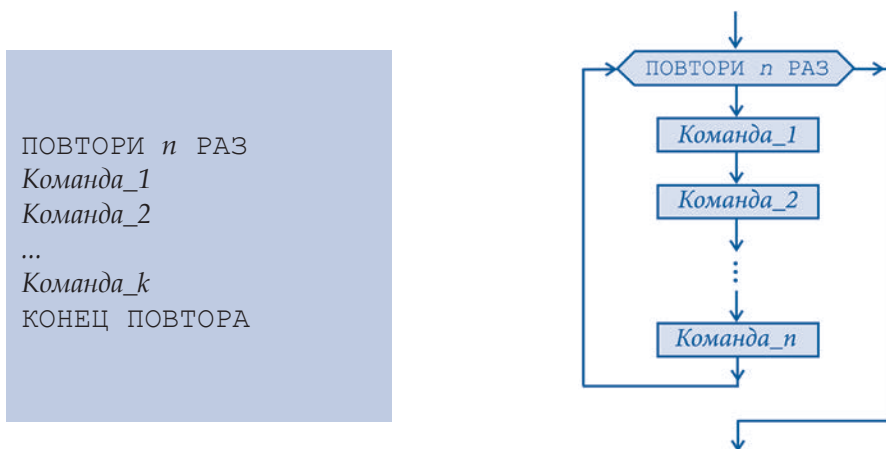 ПОВТОРИ n РАЗ
Команда_1
Команда_2
...
Команда_k
КОНЕЦ ПОВТОРА
ПОВТОРИ n РАЗ
Команда_1
Команда_2
...
Команда_n